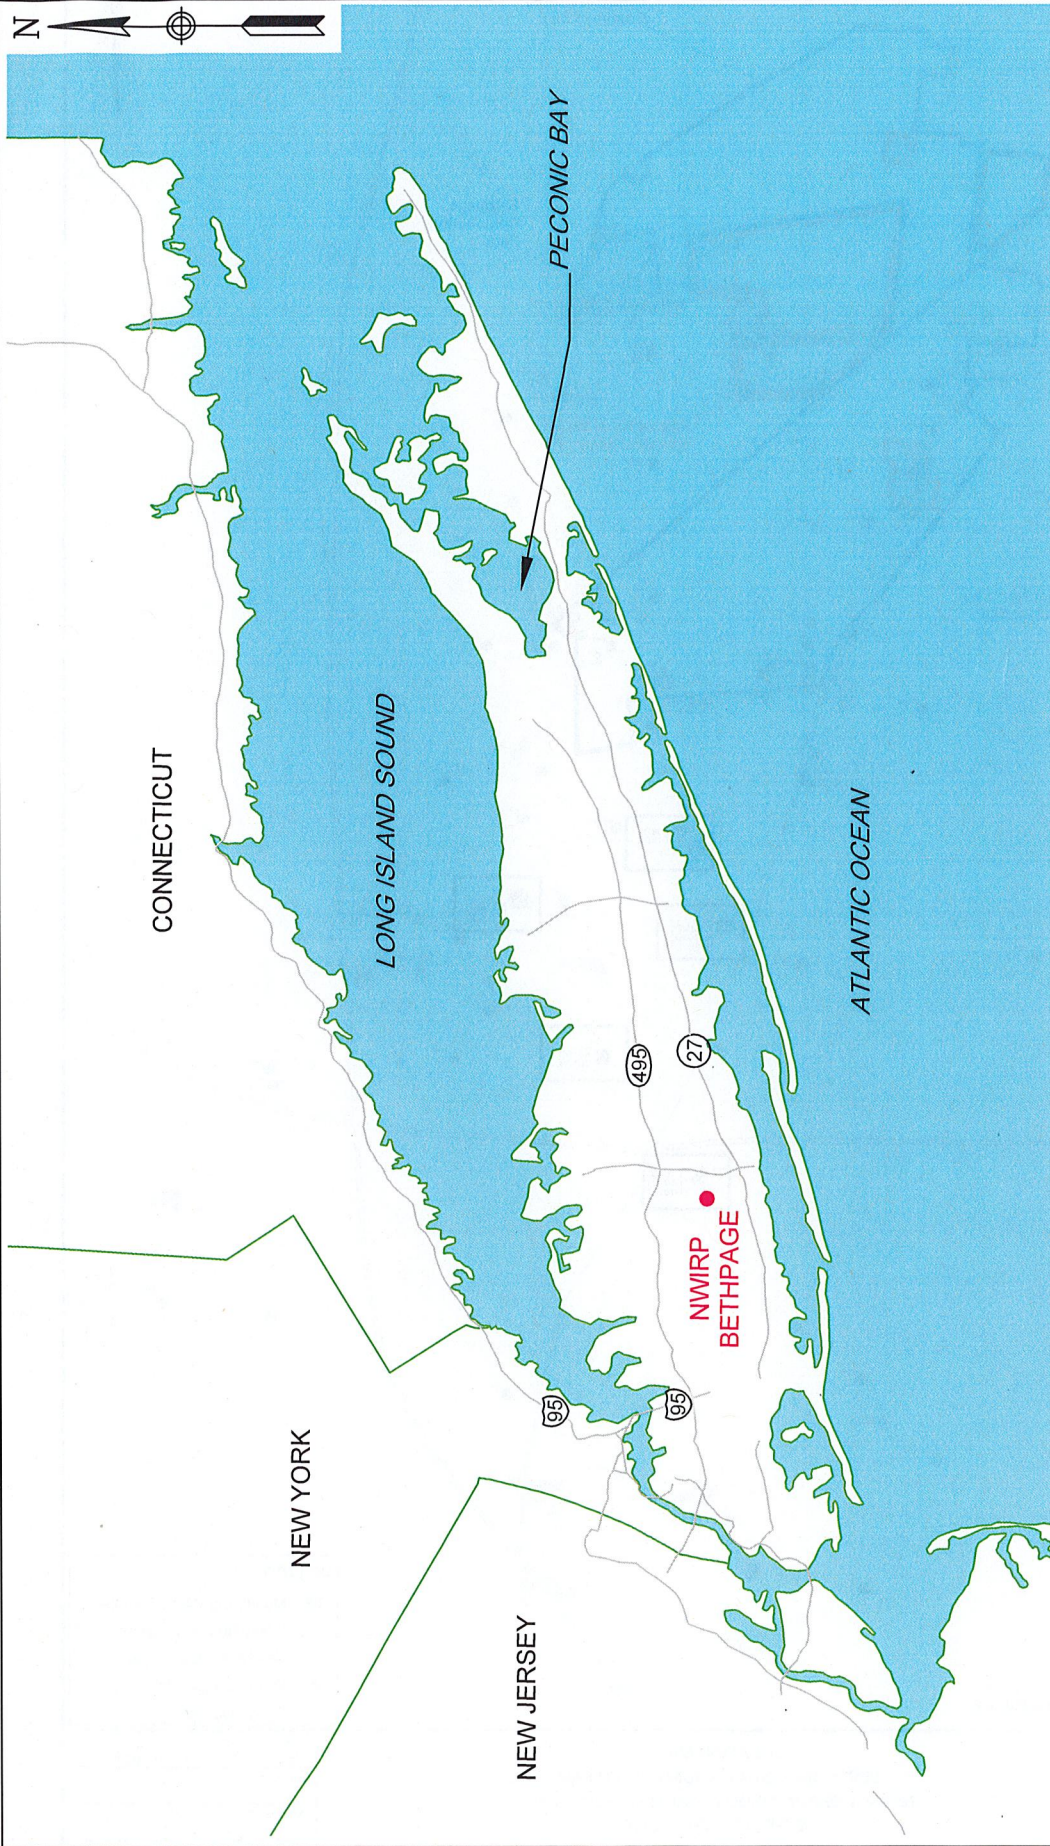 N
CONNECTICUT
NEW YORK
NEW JERSEY
LONG ISLAND SOUND
PECONIC BAY
ATLANTIC OCEAN
495
27
95
95
NWIRP
BETHPAGE